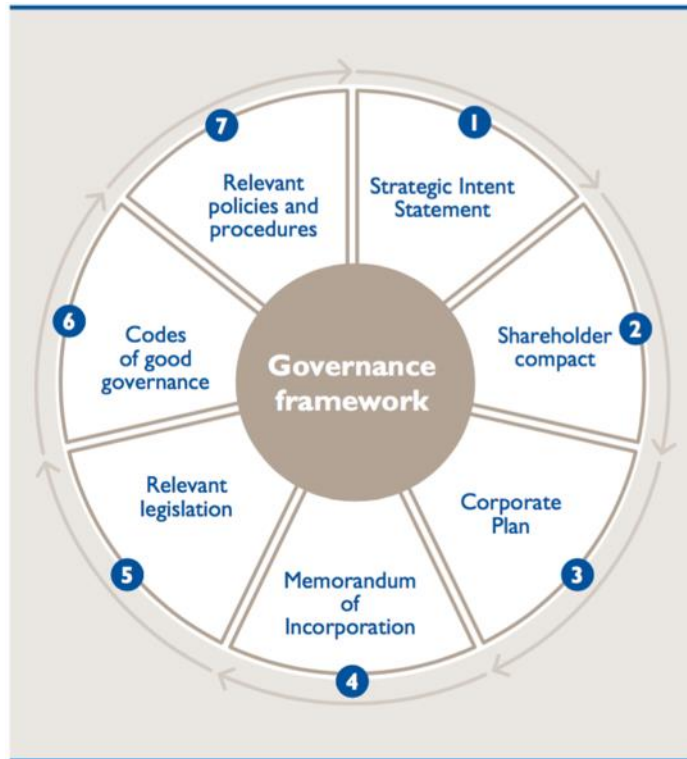 1
Strategic Intent
Statement
2
Shareholder
compact
3
Corporate
Plan
4
Memorandum
of
Incorporation
5
Relevant
legislation
6
Codes
of good
governance
7
Relevant
policies and
procedures
Governance
framework